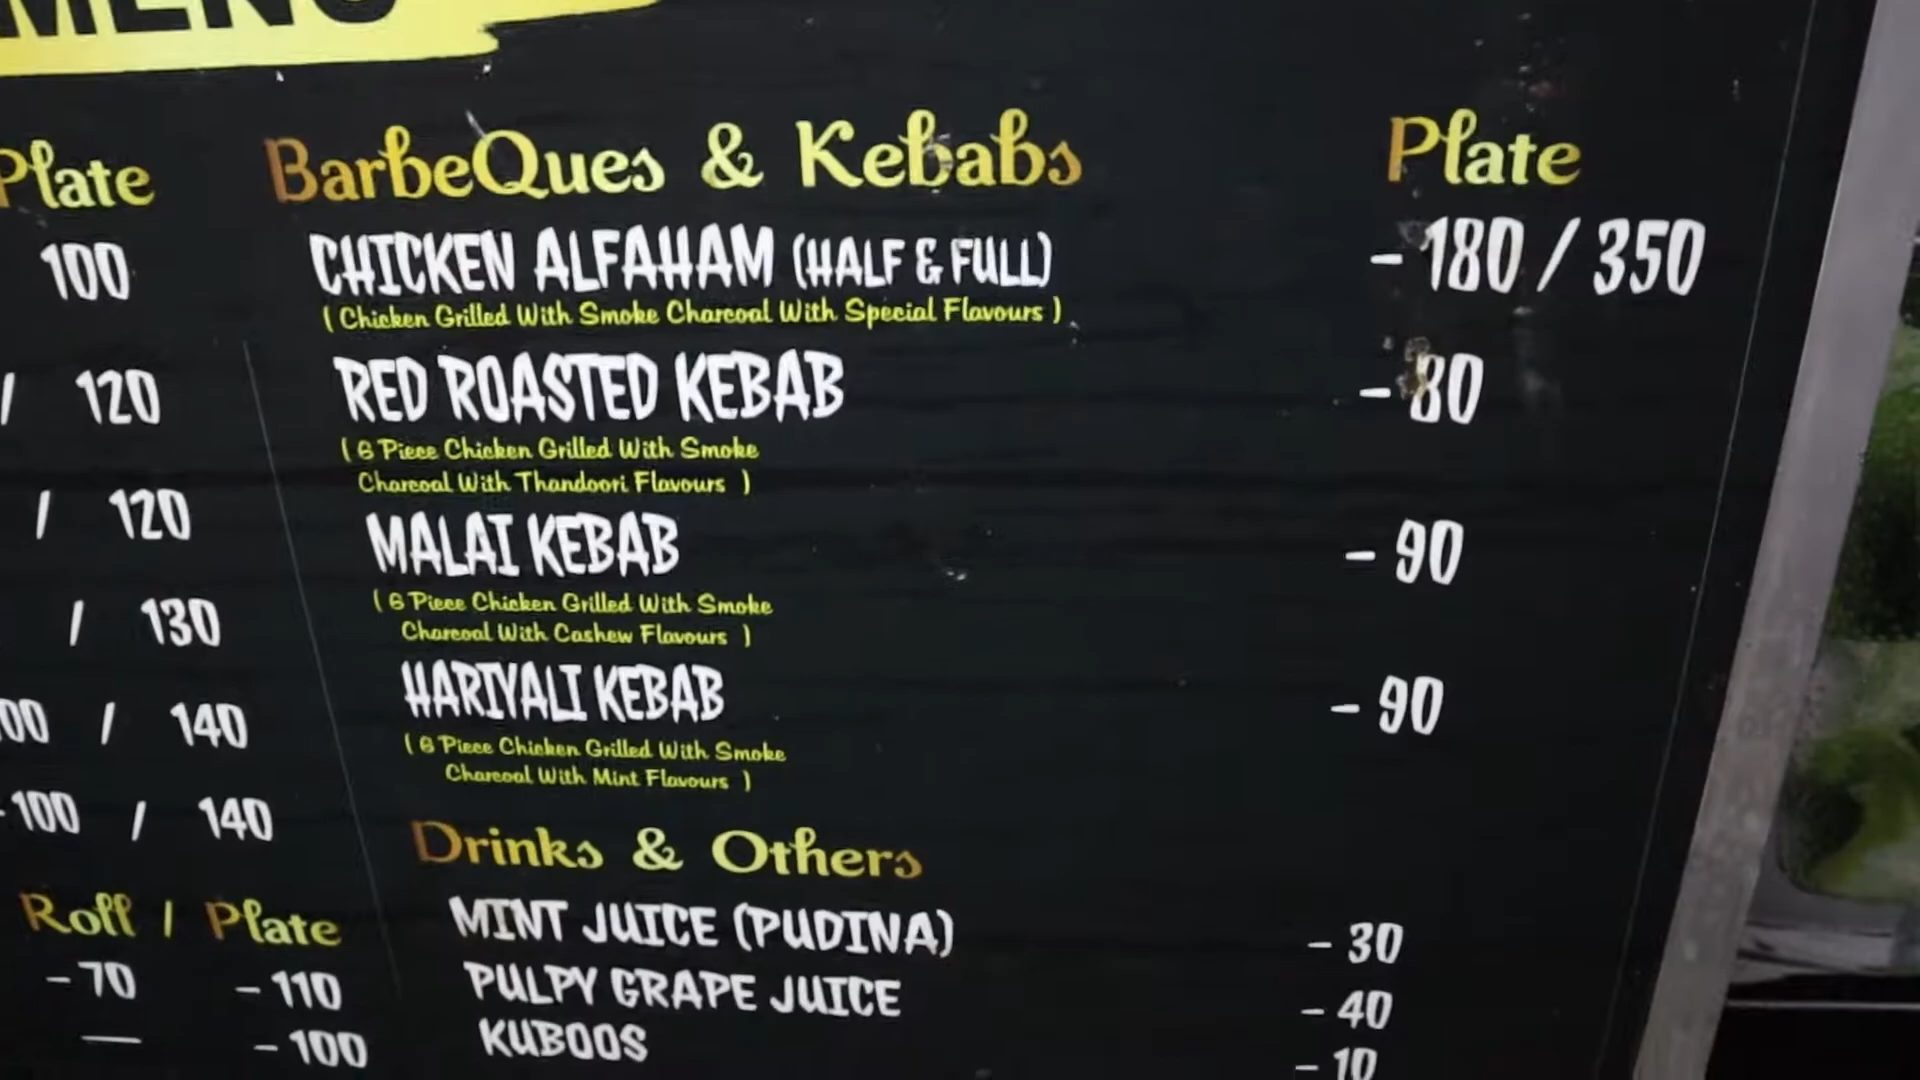 MENU
Plate
100
/ 120
/ 120
/ 130
00 / 140
-100 / 140
Roll / Plate
- 70 - 110
— - 100
BarbeQues & Kebabs Plate
CHICKEN ALFAHAM (HALF & FULL) - 180 / 350
( Chicken Grilled With Smoke Charcoal With Special Flavours )
RED ROASTED KEBAB - 80
( 6 Piece Chicken Grilled With Smoke
Charcoal With Thandoori Flavours )
MALAI KEBAB - 90
( 6 Piece Chicken Grilled With Smoke
Charcoal With Cashew Flavours )
HARIYALI KEBAB - 90
( 6 Piece Chicken Grilled With Smoke
Charcoal With Mint Flavours )
Drinks & Others
MINT JUICE (PUDINA) - 30
PULPY GRAPE JUICE - 40
KUBOOS - 10